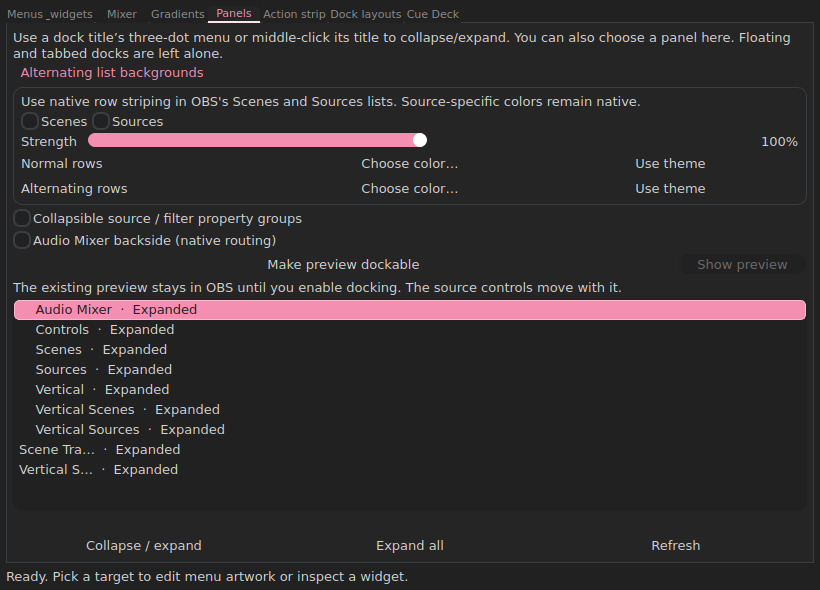 Menus _widgets Mixer Gradients Panels Action strip Dock layouts Cue Deck
Use a dock title’s three-dot menu or middle-click its title to collapse/expand. You can also choose a panel here. Floating
and tabbed docks are left alone.
Alternating list backgrounds
Use native row striping in OBS's Scenes and Sources lists. Source-specific colors remain native.
Scenes Sources
Strength 100%
Normal rows Choose color... Use theme
Alternating rows Choose color... Use theme
Collapsible source / filter property groups
Audio Mixer backside (native routing)
Make preview dockable Show preview
The existing preview stays in OBS until you enable docking. The source controls move with it.
Audio Mixer · Expanded
Controls · Expanded
Scenes · Expanded
Sources · Expanded
Vertical · Expanded
Vertical Scenes · Expanded
Vertical Sources · Expanded
Scene Tra... · Expanded
Vertical S... · Expanded
Collapse / expand Expand all Refresh
Ready. Pick a target to edit menu artwork or inspect a widget.